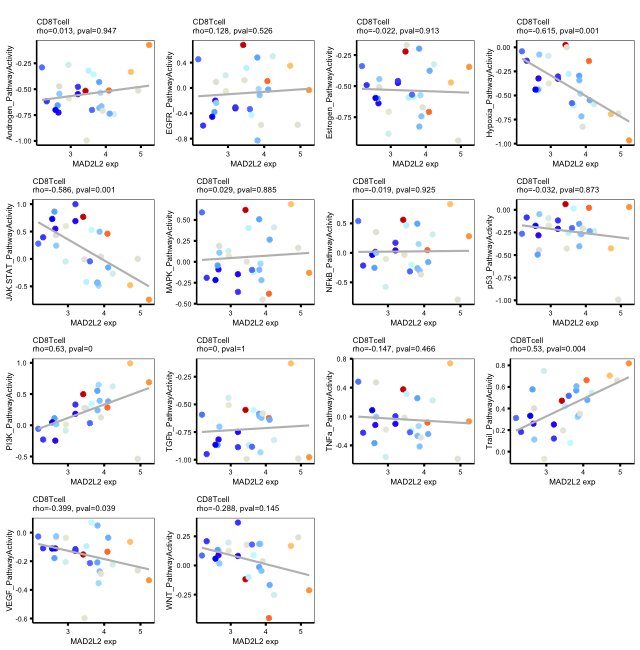 CD8Tcell
rho=0.013, pval=0.947
Androgen_PathwayActivity
-0.25
-0.50
-0.75
-1.00
3 4 5
MAD2L2 exp
CD8Tcell
rho=0.128, pval=0.526
EGFR_PathwayActivity
0.4
0.0
-0.4
-0.8
3 4 5
MAD2L2 exp
CD8Tcell
rho=-0.022, pval=0.913
Estrogen_PathwayActivity
-0.25
-0.50
-0.75
3 4 5
MAD2L2 exp
CD8Tcell
rho=-0.615, pval=0.001
Hypoxia_PathwayActivity
0.00
-0.25
-0.50
-0.75
-1.00
3 4 5
MAD2L2 exp
CD8Tcell
rho=-0.586, pval=0.001
JAK-STAT_PathwayActivity
1.0
0.5
0.0
-0.5
3 4 5
MAD2L2 exp
CD8Tcell
rho=0.029, pval=0.885
MAPK_PathwayActivity
0.50
0.25
0.00
-0.25
-0.50
3 4 5
MAD2L2 exp
CD8Tcell
rho=-0.019, pval=0.925
NFkB_PathwayActivity
0.5
0.0
-0.5
3 4 5
MAD2L2 exp
CD8Tcell
rho=-0.032, pval=0.873
p53_PathwayActivity
0.00
-0.25
-0.50
-0.75
-1.00
3 4 5
MAD2L2 exp
CD8Tcell
rho=0.63, pval=0
PI3K_PathwayActivity
1.0
0.5
0.0
-0.5
3 4 5
MAD2L2 exp
CD8Tcell
rho=0, pval=1
TGFb_PathwayActivity
-0.25
-0.50
-0.75
-1.00
3 4 5
MAD2L2 exp
CD8Tcell
rho=-0.147, pval=0.466
TNFa_PathwayActivity
0.8
0.4
0.0
-0.4
3 4 5
MAD2L2 exp
CD8Tcell
rho=0.53, pval=0.004
Trail_PathwayActivity
0.8
0.6
0.4
0.2
0.0
3 4 5
MAD2L2 exp
CD8Tcell
rho=-0.399, pval=0.039
VEGF_PathwayActivity
0.0
-0.2
-0.4
-0.6
3 4 5
MAD2L2 exp
CD8Tcell
rho=-0.288, pval=0.145
WNT_PathwayActivity
0.25
0.00
-0.25
3 4 5
MAD2L2 exp